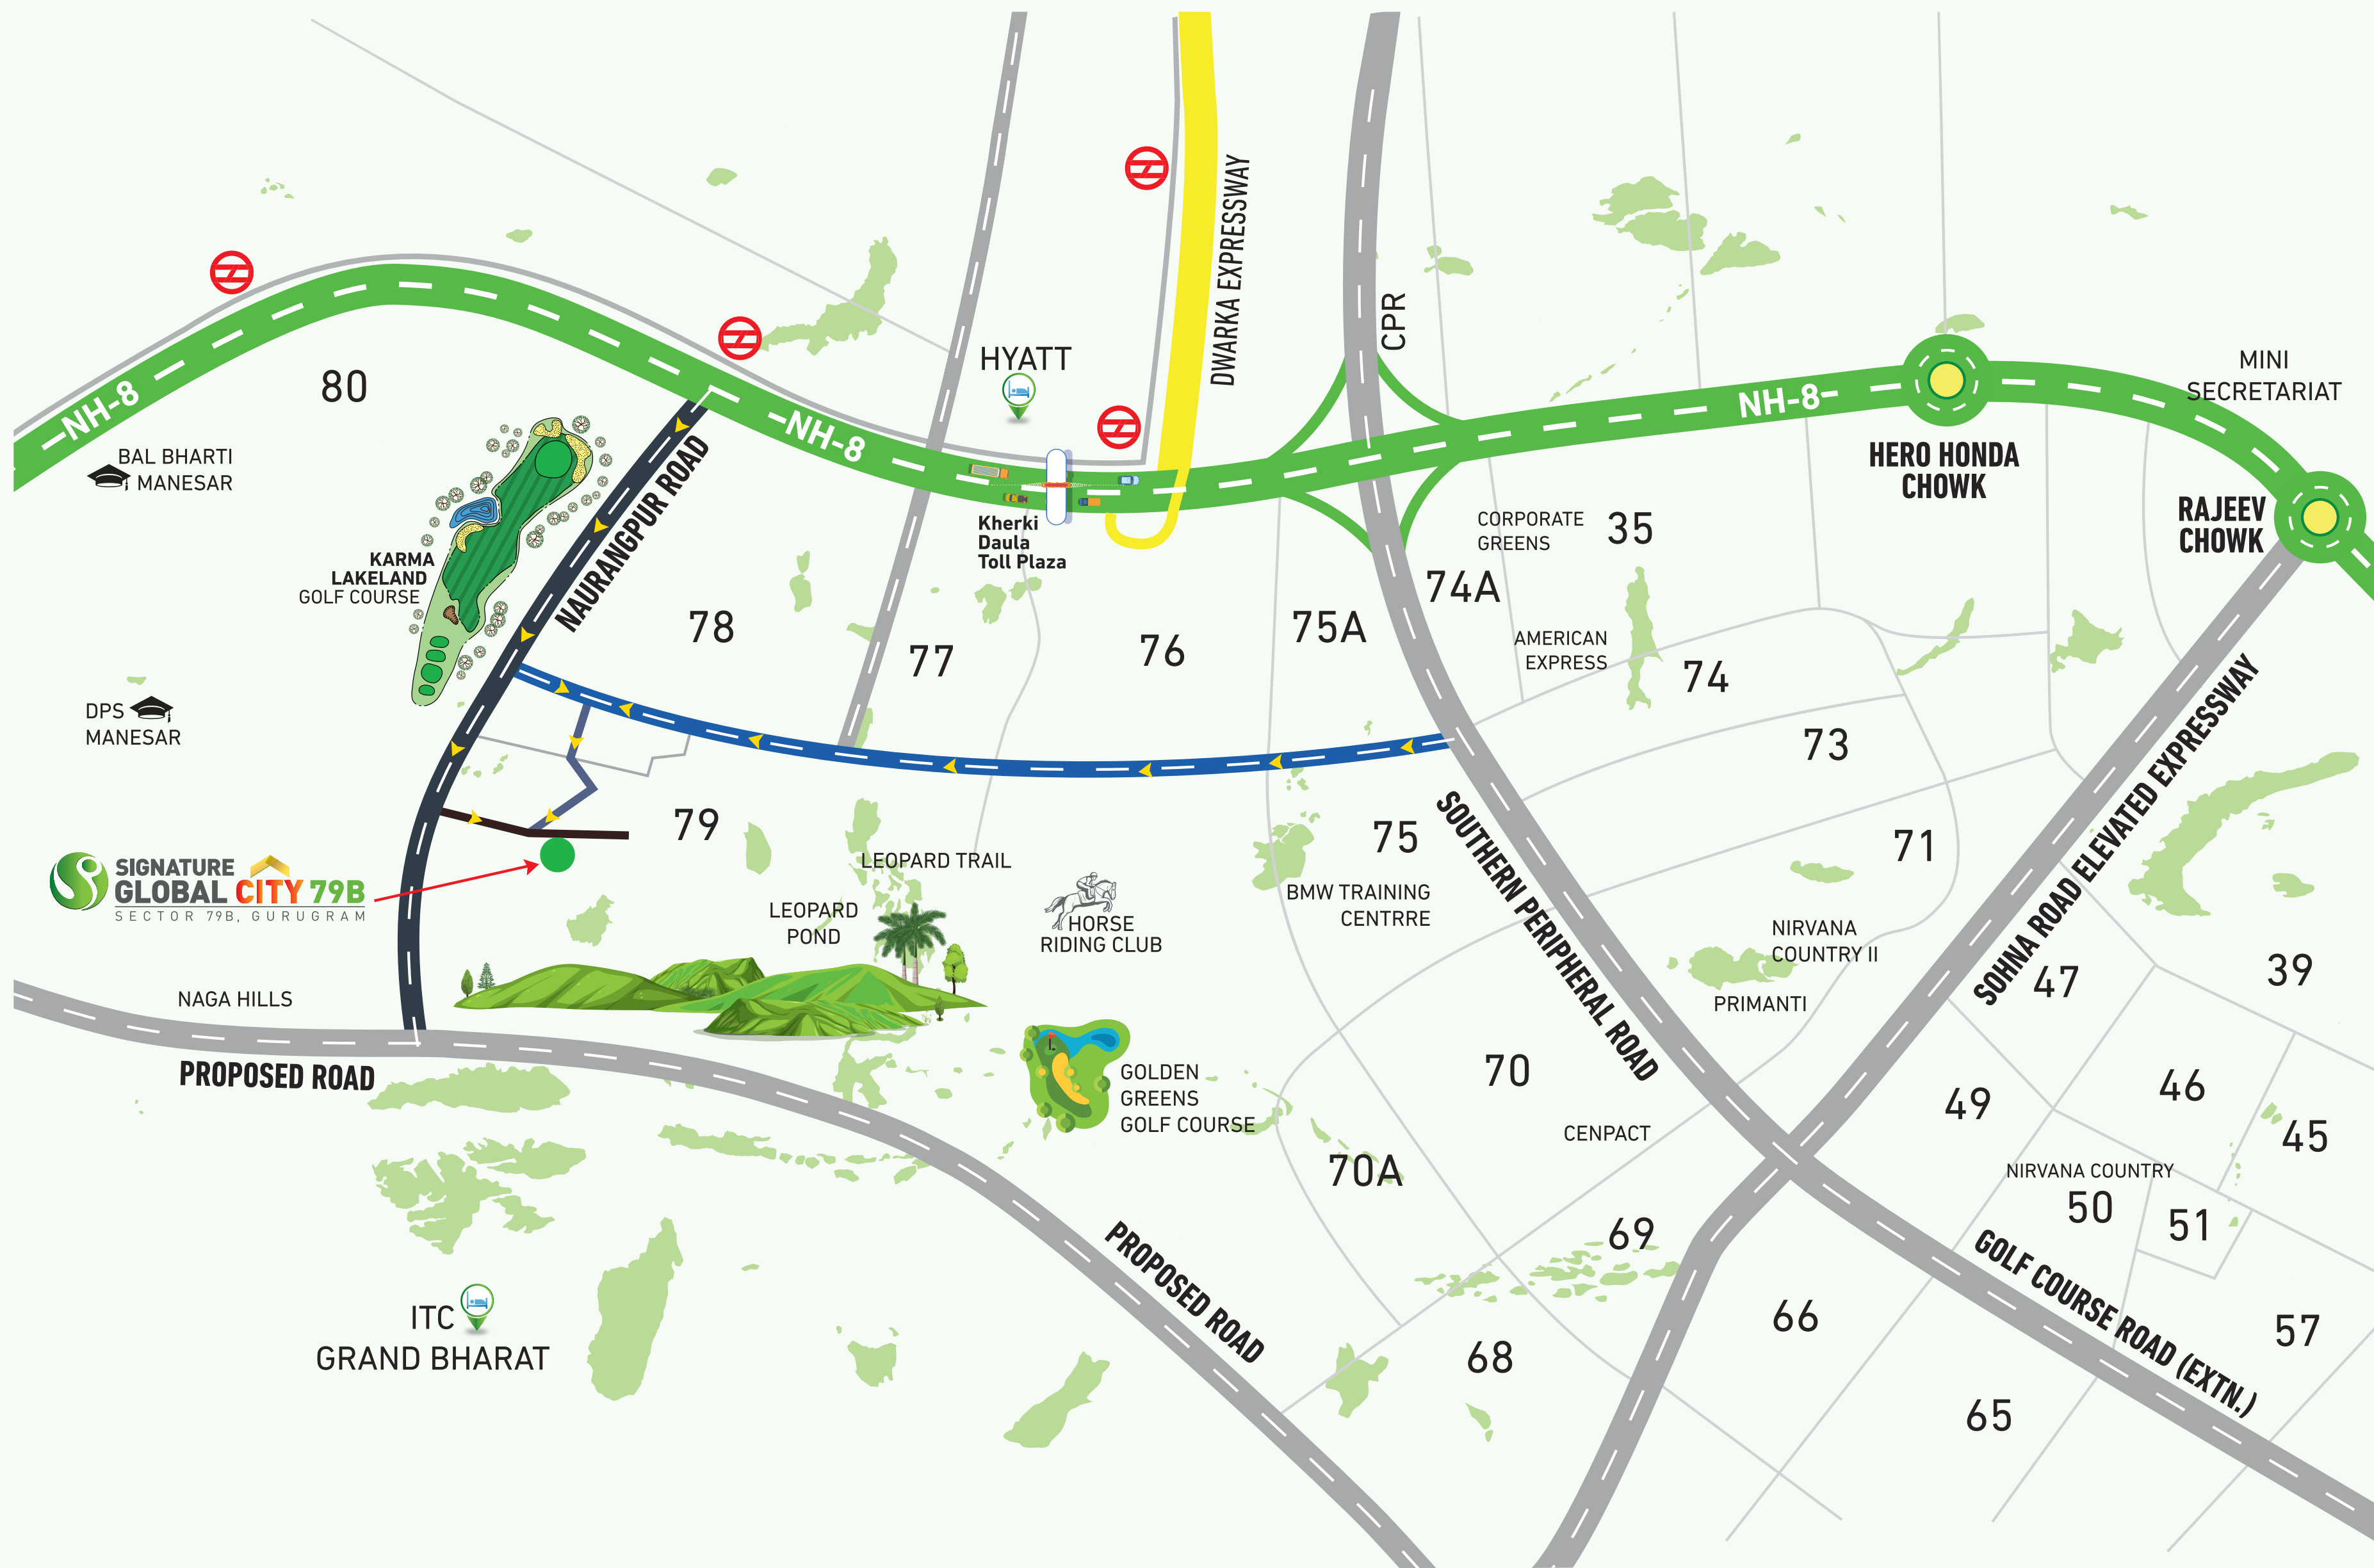 DWARKA EXPRESSWAY
CPR
HYATT
80
NH-8
NH-8
NH-8
MINI
SECRETARIAT
HERO HONDA
CHOWK
RAJEEV
CHOWK
BAL BHARTI
MANESAR
KARMA
LAKELAND
GOLF COURSE
NAURANGPUR ROAD
Kherki
Daula
Toll Plaza
CORPORATE
GREENS
35
74A
78
77
76
75A
AMERICAN
EXPRESS
74
73
DPS
MANESAR
79
75
71
SOUTHERN PERIPHERAL ROAD
SOHNA ROAD ELEVATED EXPRESSWAY
SIGNATURE
GLOBAL CITY 79B
SECTOR 79B, GURUGRAM
LEOPARD TRAIL
LEOPARD
POND
HORSE
RIDING CLUB
BMW TRAINING
CENTRRE
NIRVANA
COUNTRY II
PRIMANTI
47
39
NAGA HILLS
PROPOSED ROAD
GOLDEN
GREENS
GOLF COURSE
70
CENPACT
49
46
45
70A
NIRVANA COUNTRY
50
51
69
PROPOSED ROAD
GOLF COURSE ROAD (EXTN.)
ITC
GRAND BHARAT
68
66
57
65